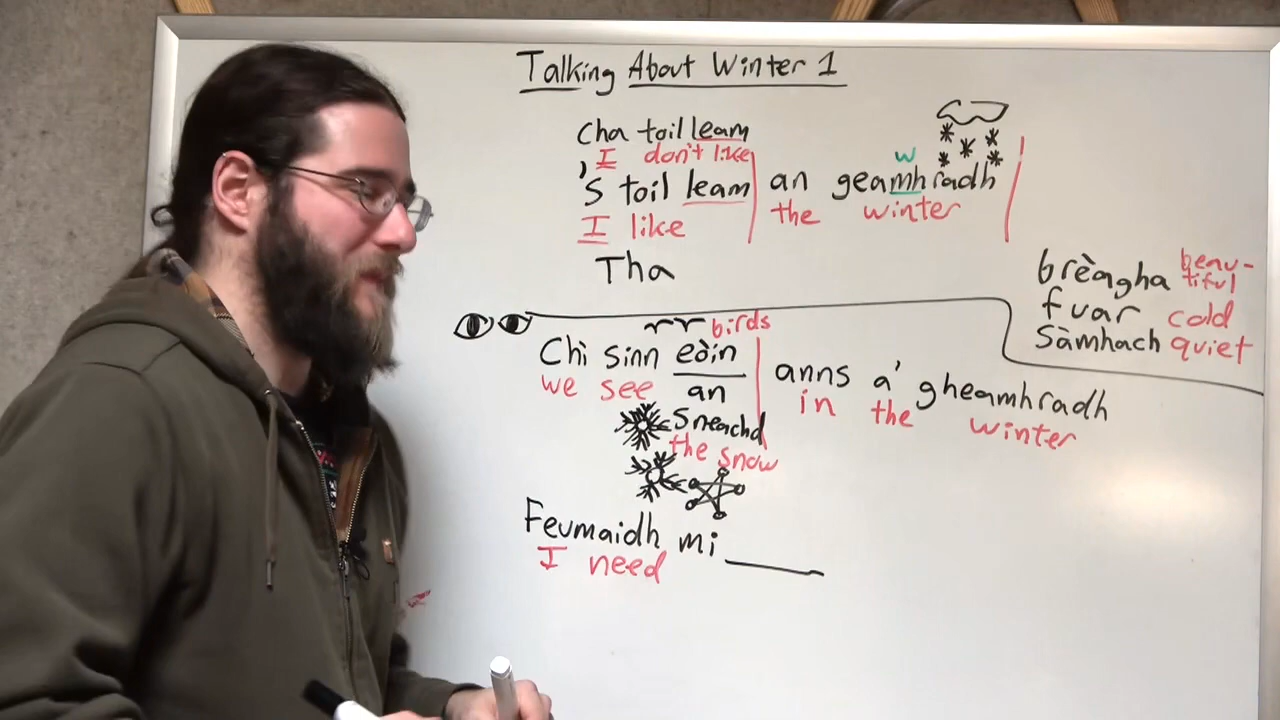 Talking About Winter 1
Cha toil leam
I don't like
w
'S toil leam an geamhradh
I like the winter
Tha
brèagha beau-
tiful
fuar cold
sàmhach quiet
birds
Chì sinn eòin anns a' gheamhradh
we see in the winter
an
sneachd
the snow
Feumaidh mi ____
I need